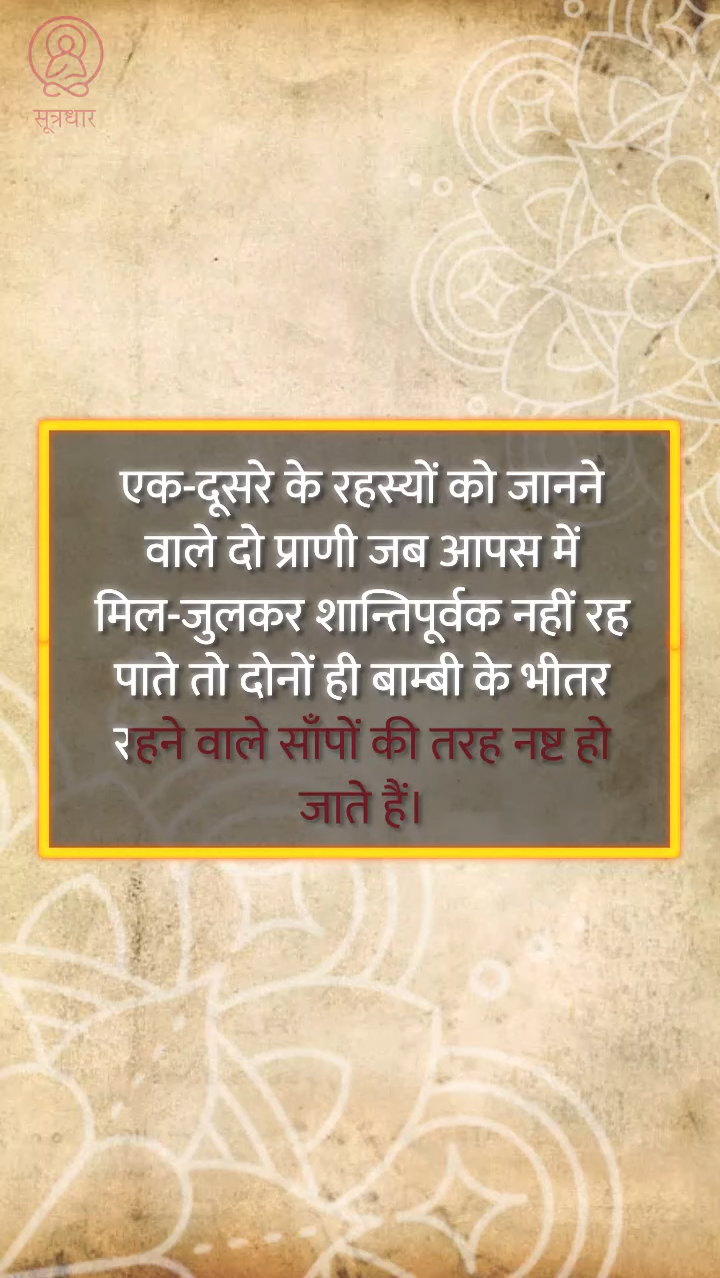 सूत्रधार
एक-दूसरे के रहस्यों को जानने
वाले दो प्राणी जब आपस में
मिल-जुलकर शान्तिपूर्वक नहीं रह
पाते तो दोनों ही बाम्बी के भीतर
रहने वाले साँपों की तरह नष्ट हो
जाते हैं।